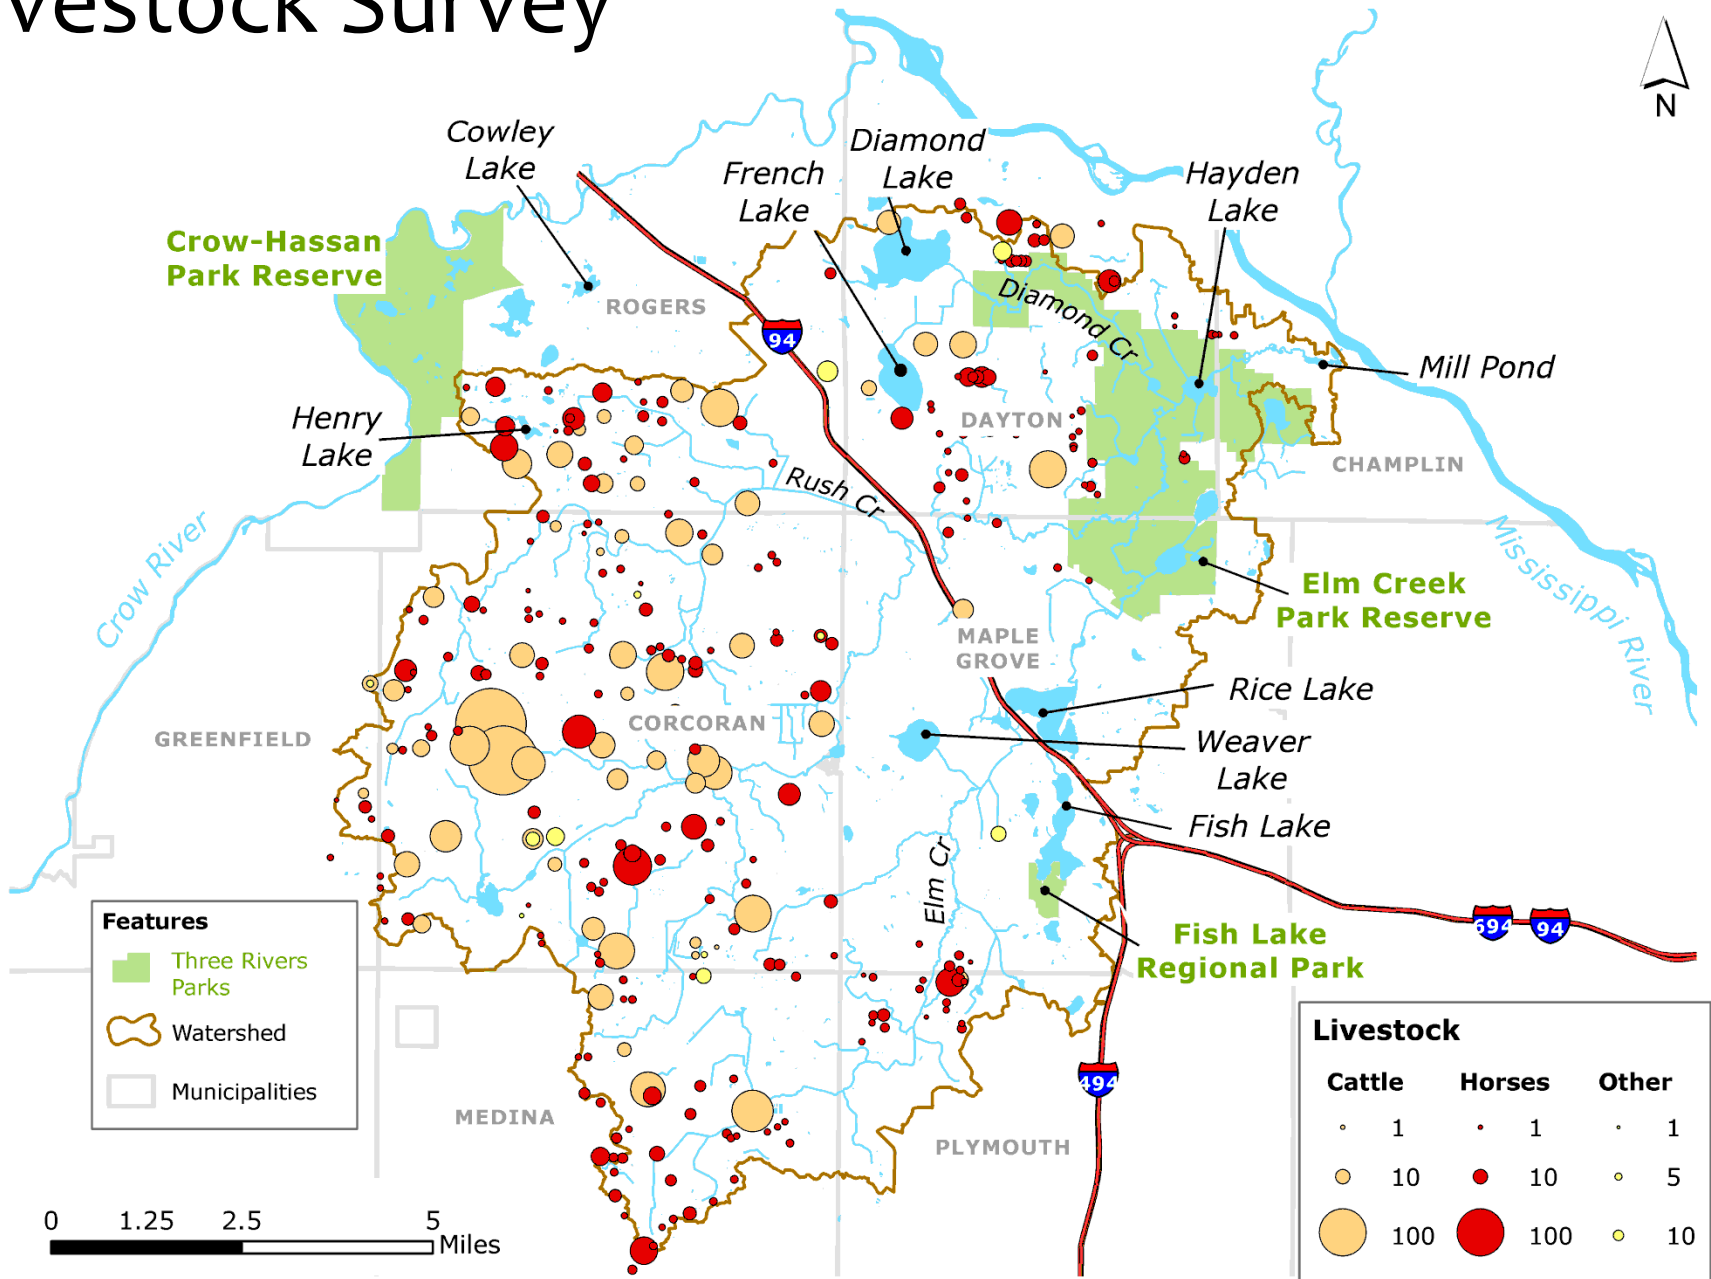 vestock Survey
N
Cowley
Lake
French
Lake
Diamond
Lake
Hayden
Lake
Crow-Hassan
Park Reserve
ROGERS
94
Diamond Cr
Mill Pond
Henry
Lake
DAYTON
CHAMPLIN
Rush Cr
Crow River
Mississippi River
Elm Creek
Park Reserve
MAPLE
GROVE
Rice Lake
CORCORAN
GREENFIELD
Weaver
Lake
Fish Lake
Elm Cr
694
94
Fish Lake
Regional Park
494
MEDINA
PLYMOUTH
Features
Three Rivers
Parks
Watershed
Municipalities
0 1.25 2.5 5
Miles
Livestock
Cattle Horses Other
1 1 1
10 10 5
100 100 10